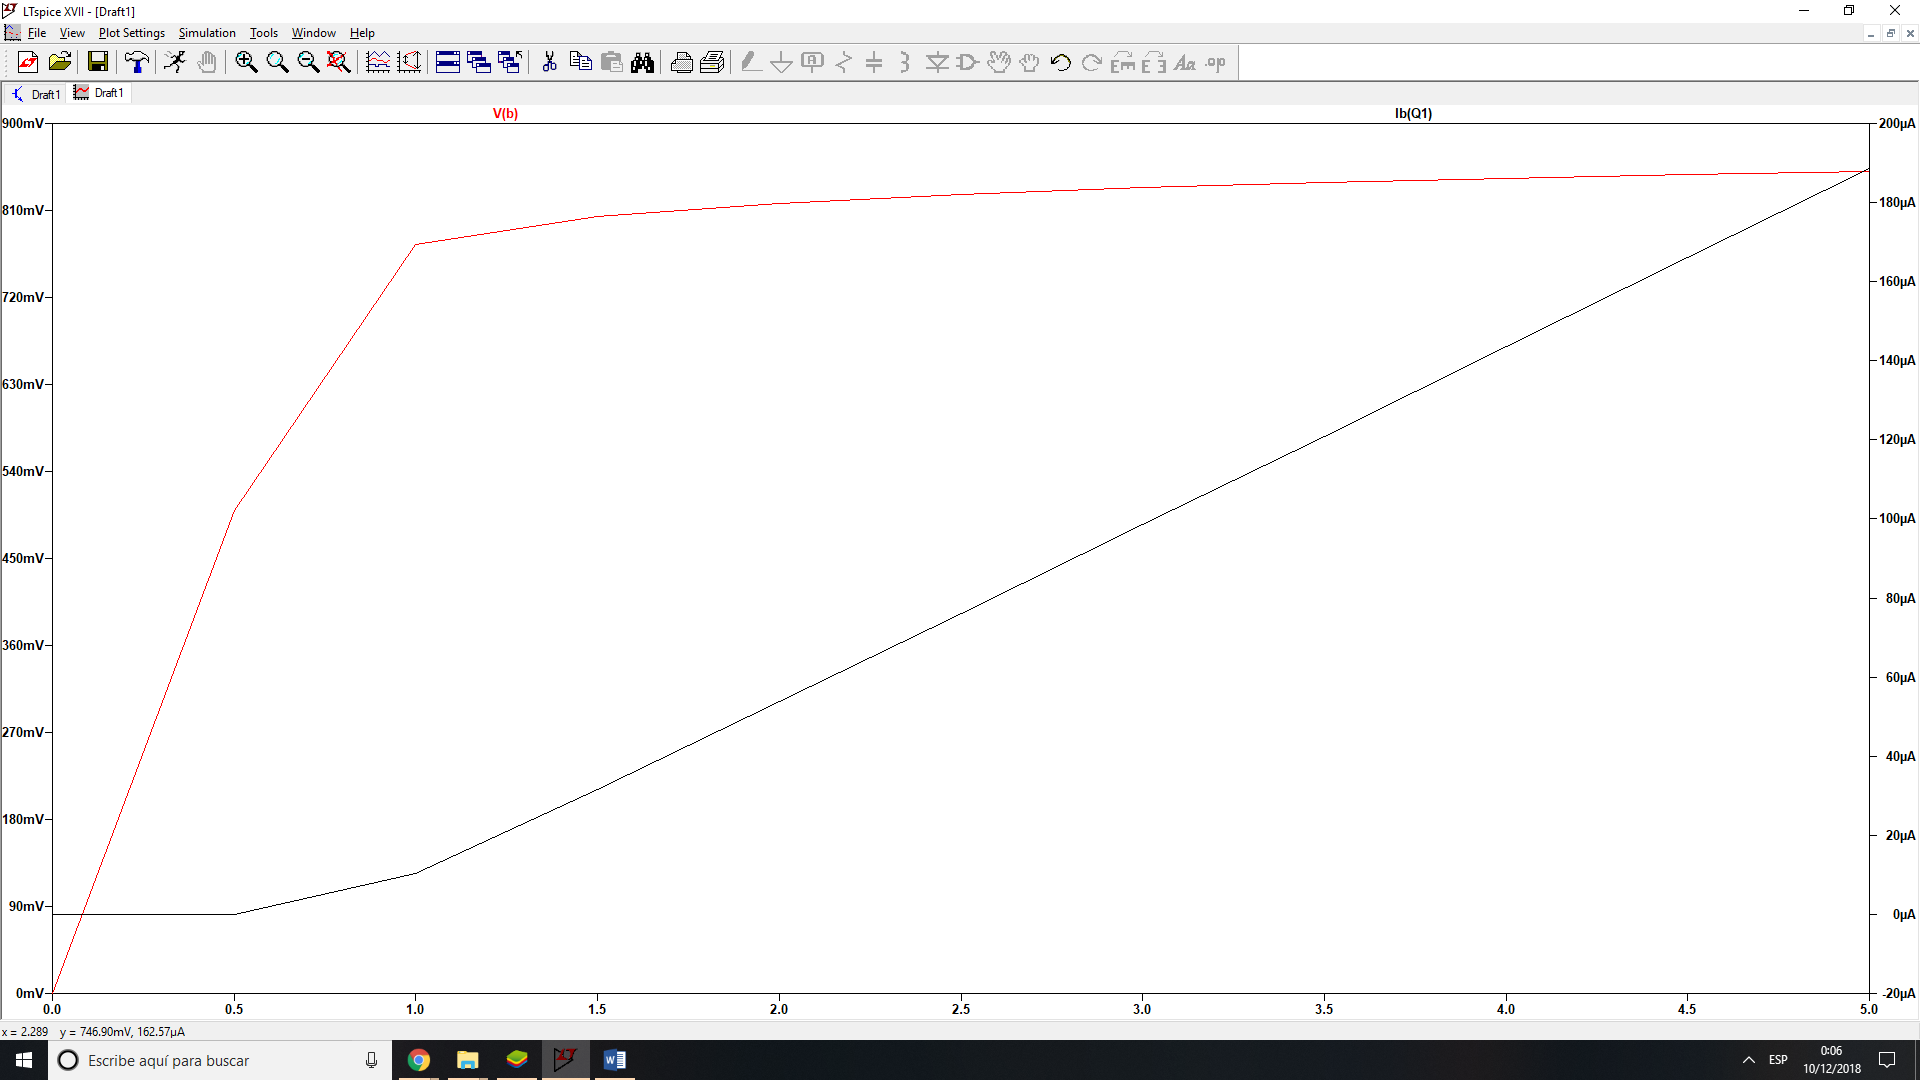 LTspice XVII - [Draft1]
File View Plot Settings Simulation Tools Window Help
Draft1 Draft1
V(b) Ib(Q1)
900mV 200µA
810mV 180µA
720mV 160µA
630mV 140µA
540mV 120µA
450mV 100µA
360mV 80µA
270mV 60µA
180mV 40µA
90mV 20µA
0mV 0µA
-20µA
0.0 0.5 1.0 1.5 2.0 2.5 3.0 3.5 4.0 4.5 5.0
x = 2.289 y = 746.90mV, 162.57µA
Escribe aquí para buscar
ESP
0:06
10/12/2018